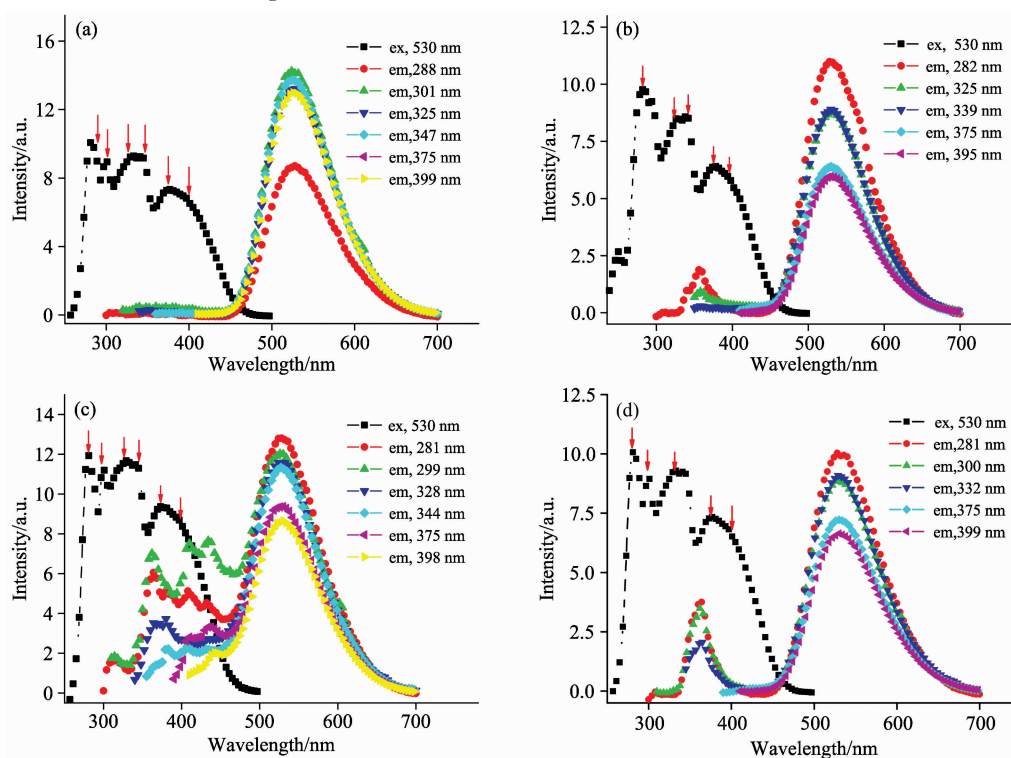 (a)
Intensity/a.u.
16
12
8
4
0
300
400
500
600
700
Wavelength/nm
ex, 530 nm
em,288 nm
em,301 nm
em,325 nm
em,347 nm
em,375 nm
em,399 nm
(b)
Intensity/a.u.
12.5
10.0
7.5
5.0
2.5
0.0
300
400
500
600
700
Wavelength/nm
ex, 530 nm
em, 282 nm
em, 325 nm
em, 339 nm
em, 375 nm
em, 395 nm
(c)
Intensity/a.u.
14
12
10
8
6
4
2
0
300
400
500
600
700
Wavelength/nm
ex, 530 nm
em, 281 nm
em, 299 nm
em, 328 nm
em, 344 nm
em, 375 nm
em, 398 nm
(d)
Intensity/a.u.
12.5
10.0
7.5
5.0
2.5
0.0
300
400
500
600
700
Wavelength/nm
ex, 530 nm
em,281 nm
em, 300 nm
em,332 nm
em,375 nm
em,399 nm